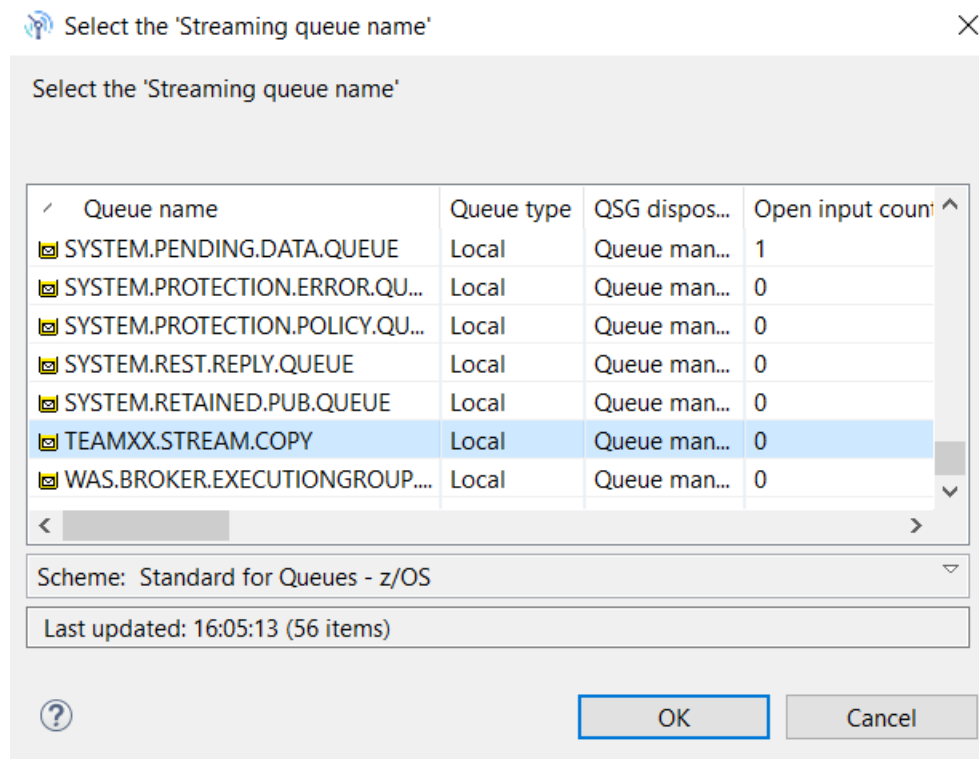 Select the 'Streaming queue name'
Select the 'Streaming queue name'
Queue name Queue type QSG dispos... Open input count
SYSTEM.PENDING.DATA.QUEUE Local Queue man... 1
SYSTEM.PROTECTION.ERROR.QU... Local Queue man... 0
SYSTEM.PROTECTION.POLICY.QU... Local Queue man... 0
SYSTEM.REST.REPLY.QUEUE Local Queue man... 0
SYSTEM.RETAINED.PUB.QUEUE Local Queue man... 0
TEAMXX.STREAM.COPY Local Queue man... 0
WAS.BROKER.EXECUTIONGROUP.... Local Queue man... 0
Scheme: Standard for Queues - z/OS
Last updated: 16:05:13 (56 items)
OK Cancel